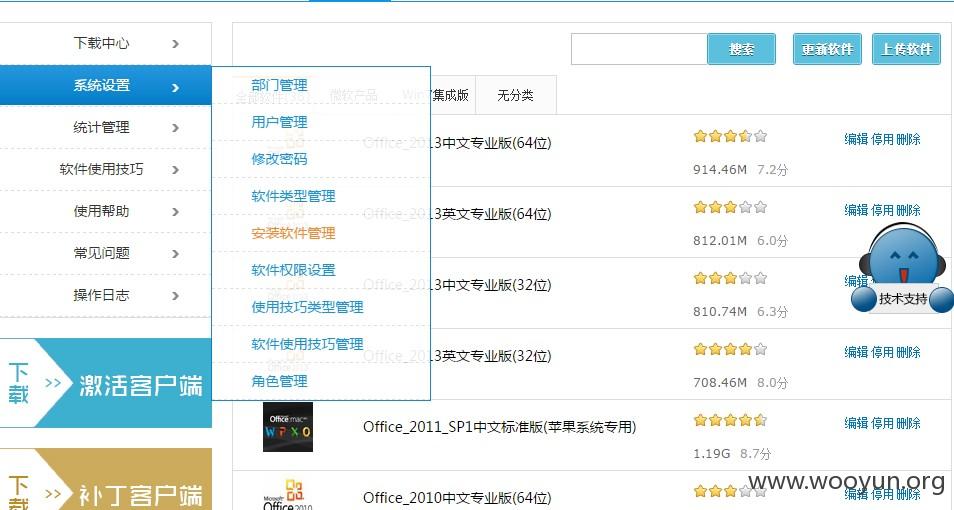 下载中心
系统设置
统计管理
软件使用技巧
使用帮助
常见问题
操作日志
下载 >> 激活客户端
下载 >> 补丁客户端
部门管理
用户管理
修改密码
软件类型管理
安装软件管理
软件权限设置
使用技巧类型管理
软件使用技巧管理
角色管理
搜索 更新软件 上传软件
微软产品 Win7集成版 无分类
Office_2013中文专业版(64位)
编辑 停用 删除
914.46M 7.2分
Office_2013英文专业版(64位)
编辑 停用 删除
812.01M 6.0分
Office_2013中文专业版(32位)
编辑
810.74M 6.3分
技术支持
Office_2013英文专业版(32位)
编辑 停用 删除
708.46M 8.0分
Office mac
W P X O
Office_2011_SP1中文标准版(苹果系统专用)
编辑 停用 删除
1.19G 8.7分
Microsoft
Office 2010
Office_2010中文专业版(64位)
编辑 停用 删除
www.wooyun.org